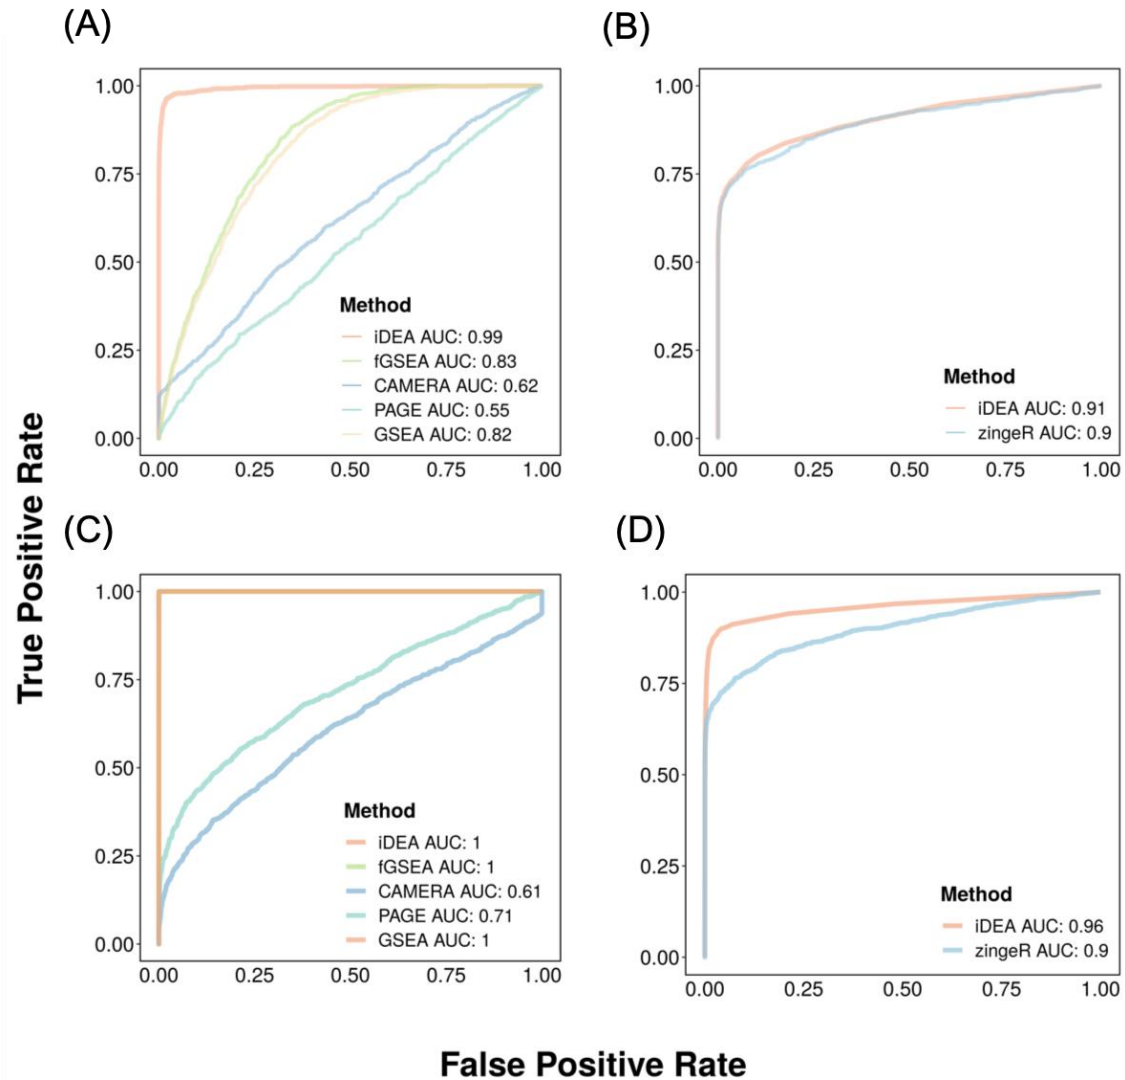 (A)
1.00
0.75
0.50
0.25
0.00
0.00 0.25 0.50 0.75 1.00
Method
iDEA AUC: 0.99
fGSEA AUC: 0.83
CAMERA AUC: 0.62
PAGE AUC: 0.55
GSEA AUC: 0.82
(B)
1.00
0.75
0.50
0.25
0.00
0.00 0.25 0.50 0.75 1.00
Method
iDEA AUC: 0.91
zingeR AUC: 0.9
True Positive Rate
(C)
1.00
0.75
0.50
0.25
0.00
0.00 0.25 0.50 0.75 1.00
Method
iDEA AUC: 1
fGSEA AUC: 1
CAMERA AUC: 0.61
PAGE AUC: 0.71
GSEA AUC: 1
(D)
1.00
0.75
0.50
0.25
0.00
0.00 0.25 0.50 0.75 1.00
Method
iDEA AUC: 0.96
zingeR AUC: 0.9
False Positive Rate